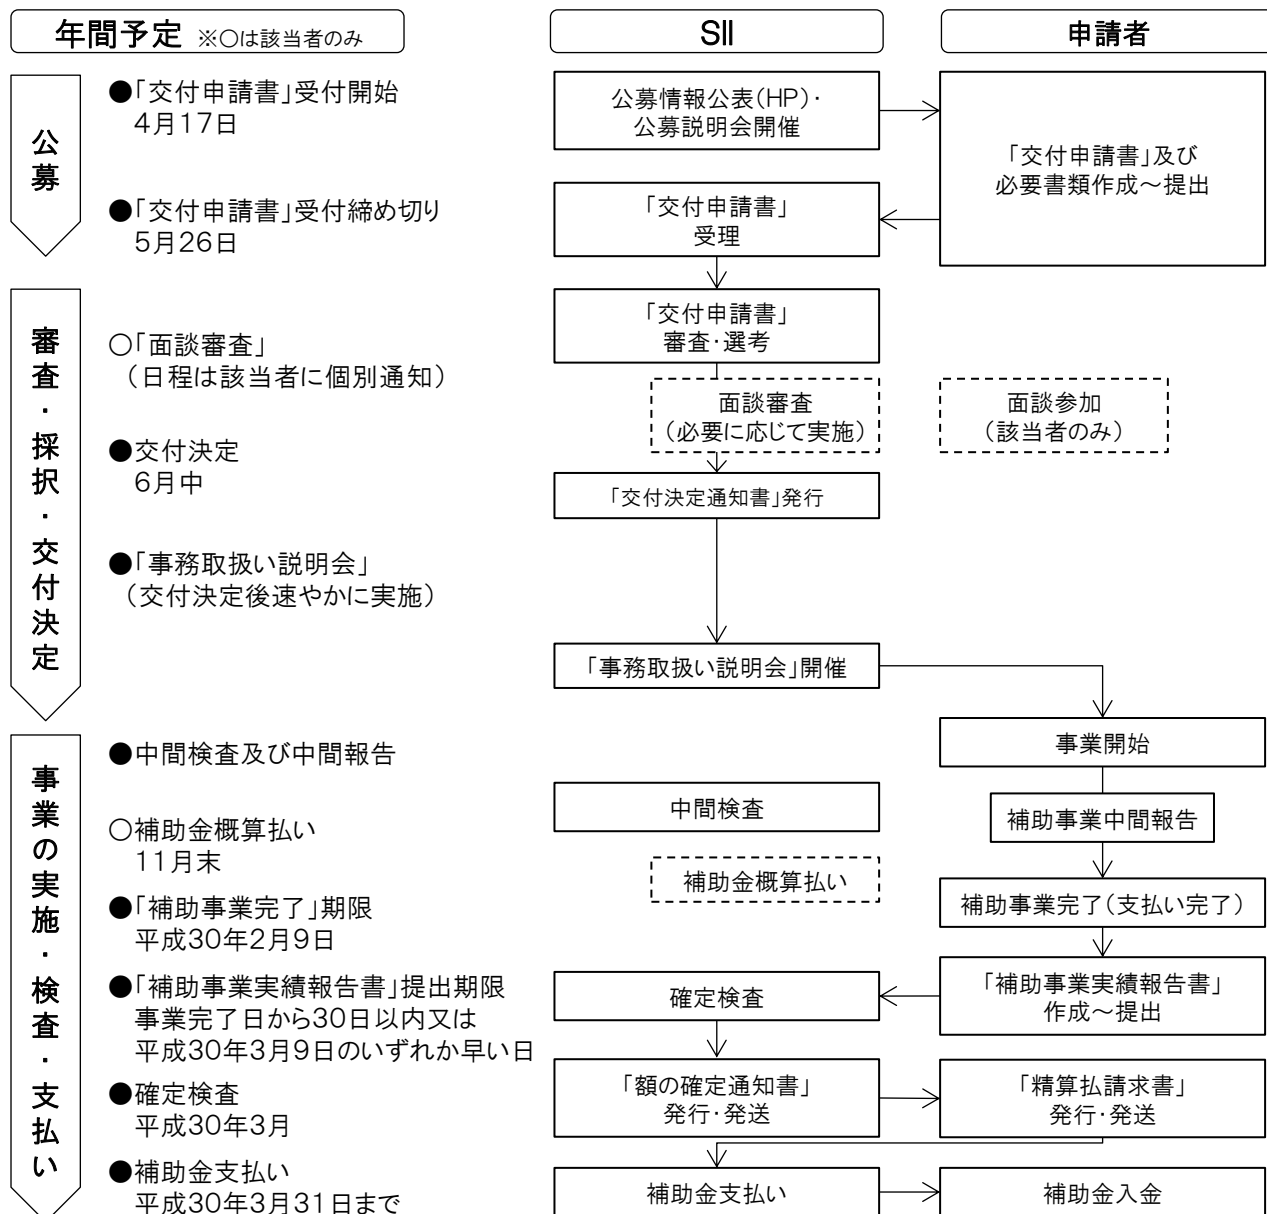 年間予定 ※○は該当者のみ
SII
申請者
公募
●「交付申請書」受付開始
4月17日
●「交付申請書」受付締め切り
5月26日
公募情報公表(HP)・
公募説明会開催
「交付申請書」及び
必要書類作成～提出
「交付申請書」
受理
審査・採択・交付決定
○「面談審査」
（日程は該当者に個別通知）
●交付決定
6月中
●「事務取扱い説明会」
（交付決定後速やかに実施）
「交付申請書」
審査・選考
面談審査
（必要に応じて実施）
面談参加
（該当者のみ）
「交付決定通知書」発行
「事務取扱い説明会」開催
事業の実施・検査・支払い
●中間検査及び中間報告
○補助金概算払い
11月末
●「補助事業完了」期限
平成30年2月9日
●「補助事業実績報告書」提出期限
事業完了日から30日以内又は
平成30年3月9日のいずれか早い日
●確定検査
平成30年3月
●補助金支払い
平成30年3月31日まで
事業開始
中間検査
補助事業中間報告
補助金概算払い
補助事業完了（支払い完了）
確定検査
「補助事業実績報告書」
作成～提出
「額の確定通知書」
発行・発送
「精算払請求書」
発行・発送
補助金支払い
補助金入金